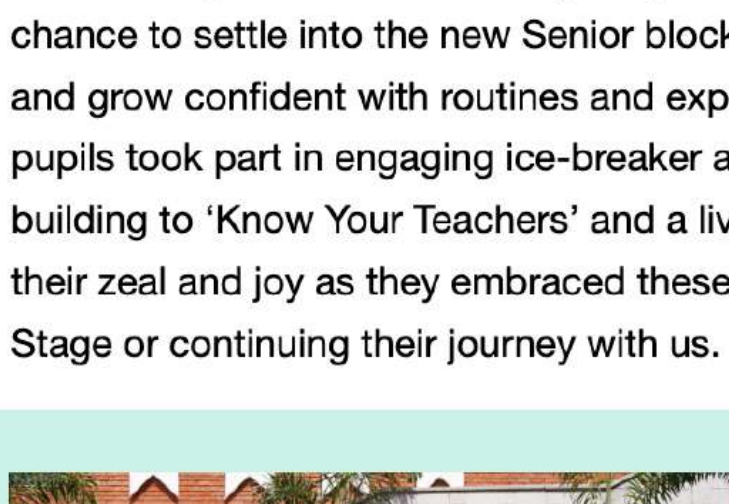 chance to settle into the new Senior block
and grow confident with routines and exp
pupils took part in engaging ice-breaker a
building to ‘Know Your Teachers’ and a liv
their zeal and joy as they embraced these
Stage or continuing their journey with us.